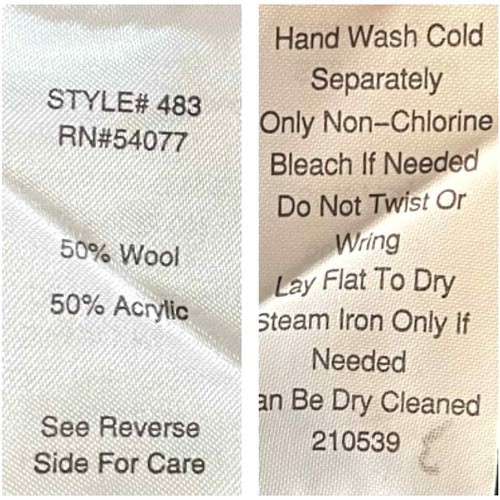 STYLE# 483
RN#54077
50% Wool
50% Acrylic
See Reverse
Side For Care
Hand Wash Cold
Separately
Only Non-Chlorine
Bleach If Needed
Do Not Twist Or
Wring
Lay Flat To Dry
Steam Iron Only If
Needed
an Be Dry Cleaned
210539